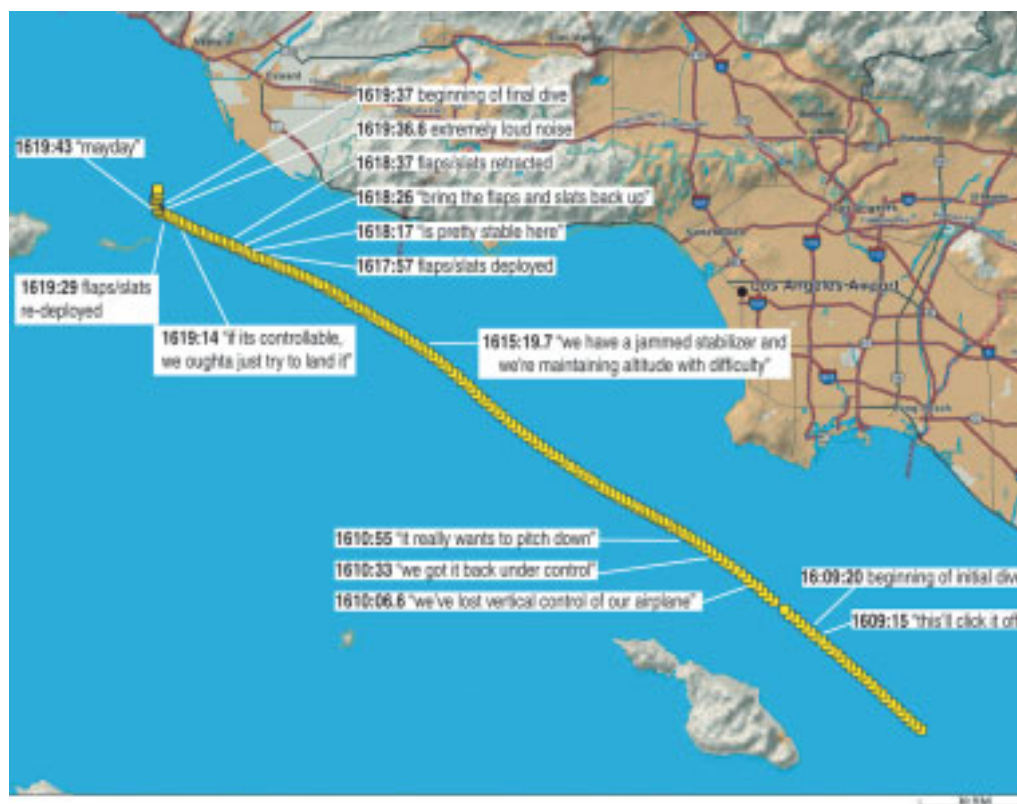 1619:37 beginning of final dive
1619:36.6 extremely loud noise
1619:43 "mayday"
1618:37 flaps/slats retracted
1618:26 "bring the flaps and slats back up"
1618:17 "is pretty stable here"
1617:57 flaps/slats deployed
1619:29 flaps/slats
re-deployed
1619:14 "if its controllable,
we oughta just try to land it"
Los Angeles Airport
1615:19.7 "we have a jammed stabilizer and
we're maintaining altitude with difficulty"
1610:55 "it really wants to pitch down"
1610:33 "we got it back under control"
1610:06.6 "we've lost vertical control of our airplane"
16:09:20 beginning of initial dive
1609:15 "this'll click it off